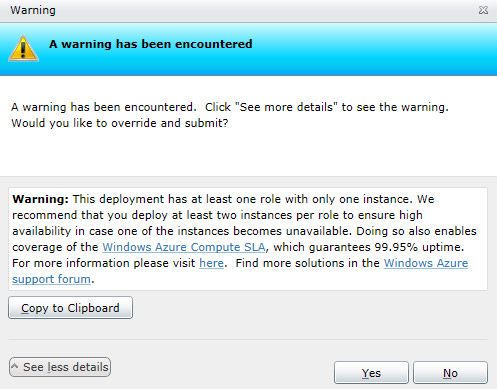 Warning
A warning has been encountered
A warning has been encountered.  Click "See more details" to see the warning.
Would you like to override and submit?
Warning: This deployment has at least one role with only one instance. We
recommend that you deploy at least two instances per role to ensure high
availability in case one of the instances becomes unavailable. Doing so also enables
coverage of the Windows Azure Compute SLA, which guarantees 99.95% uptime.
For more information please visit here.  Find more solutions in the Windows Azure
support forum.
Copy to Clipboard
See less details
Yes
No